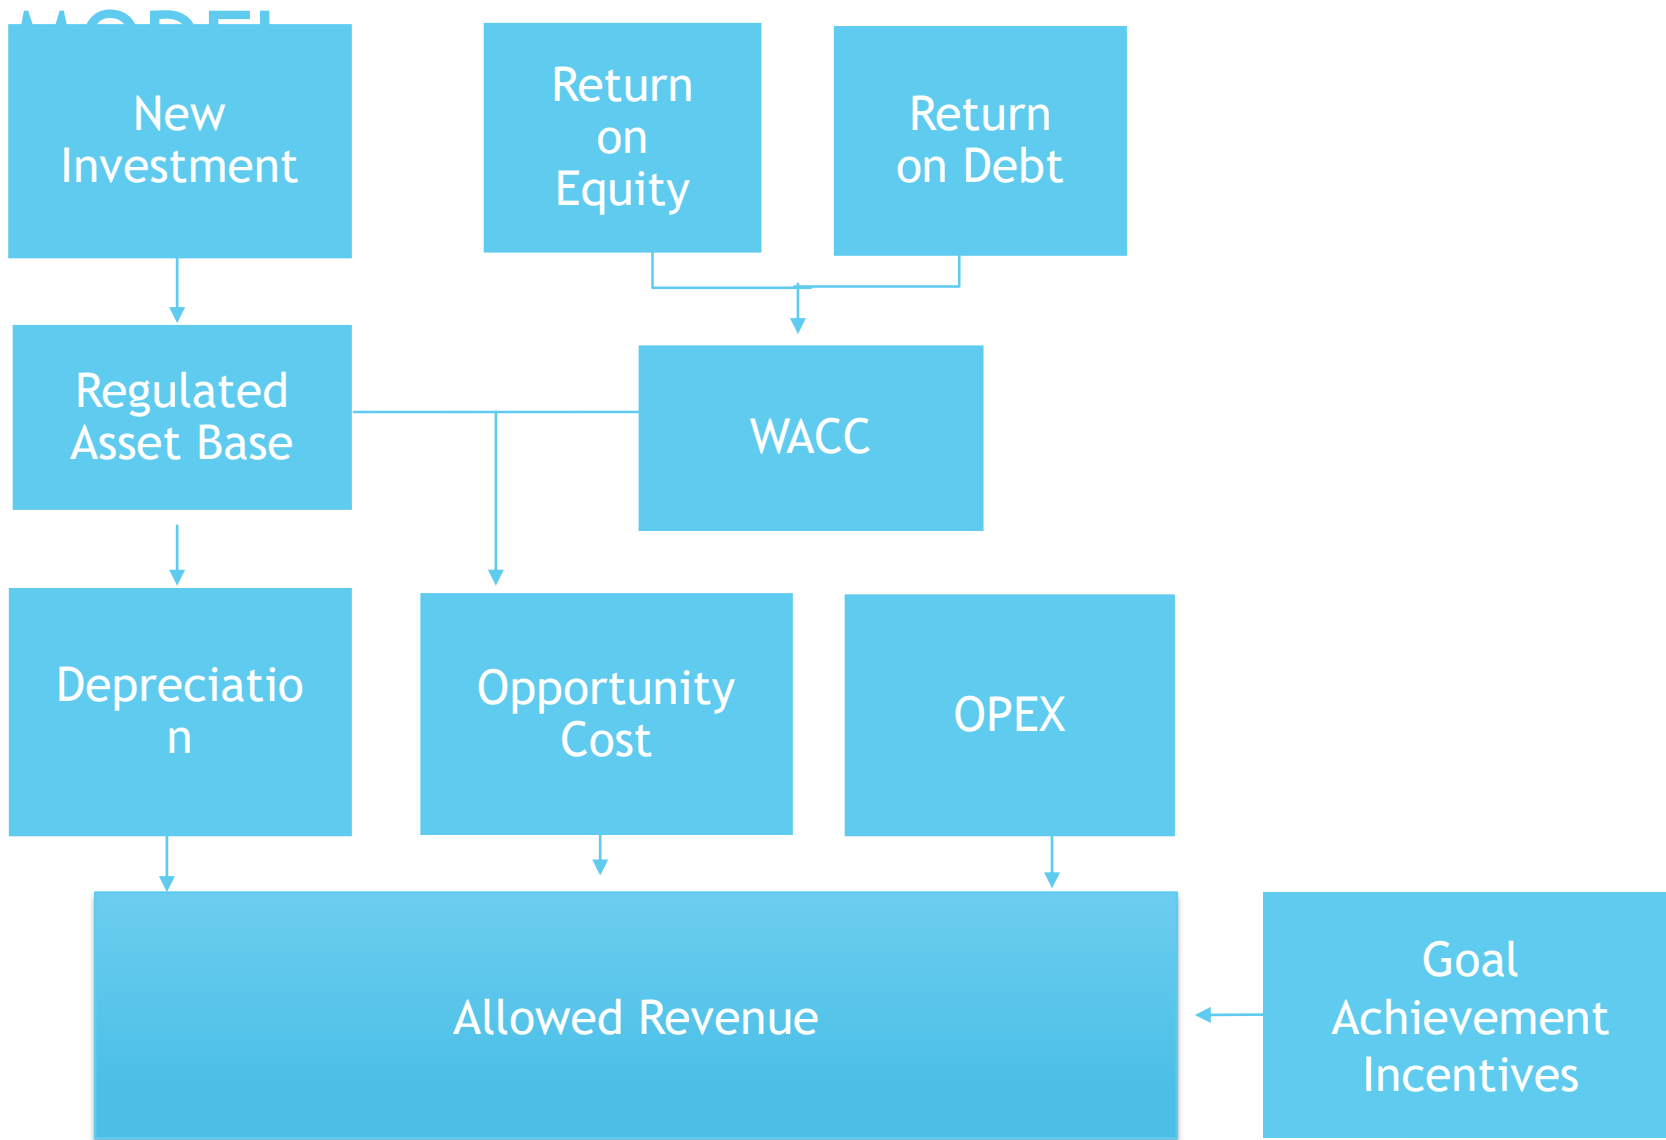 MODEL
New
Investment
Return
on
Equity
Return
on Debt
Regulated
Asset Base
WACC
Depreciatio
n
Opportunity
Cost
OPEX
Allowed Revenue
Goal
Achievement
Incentives